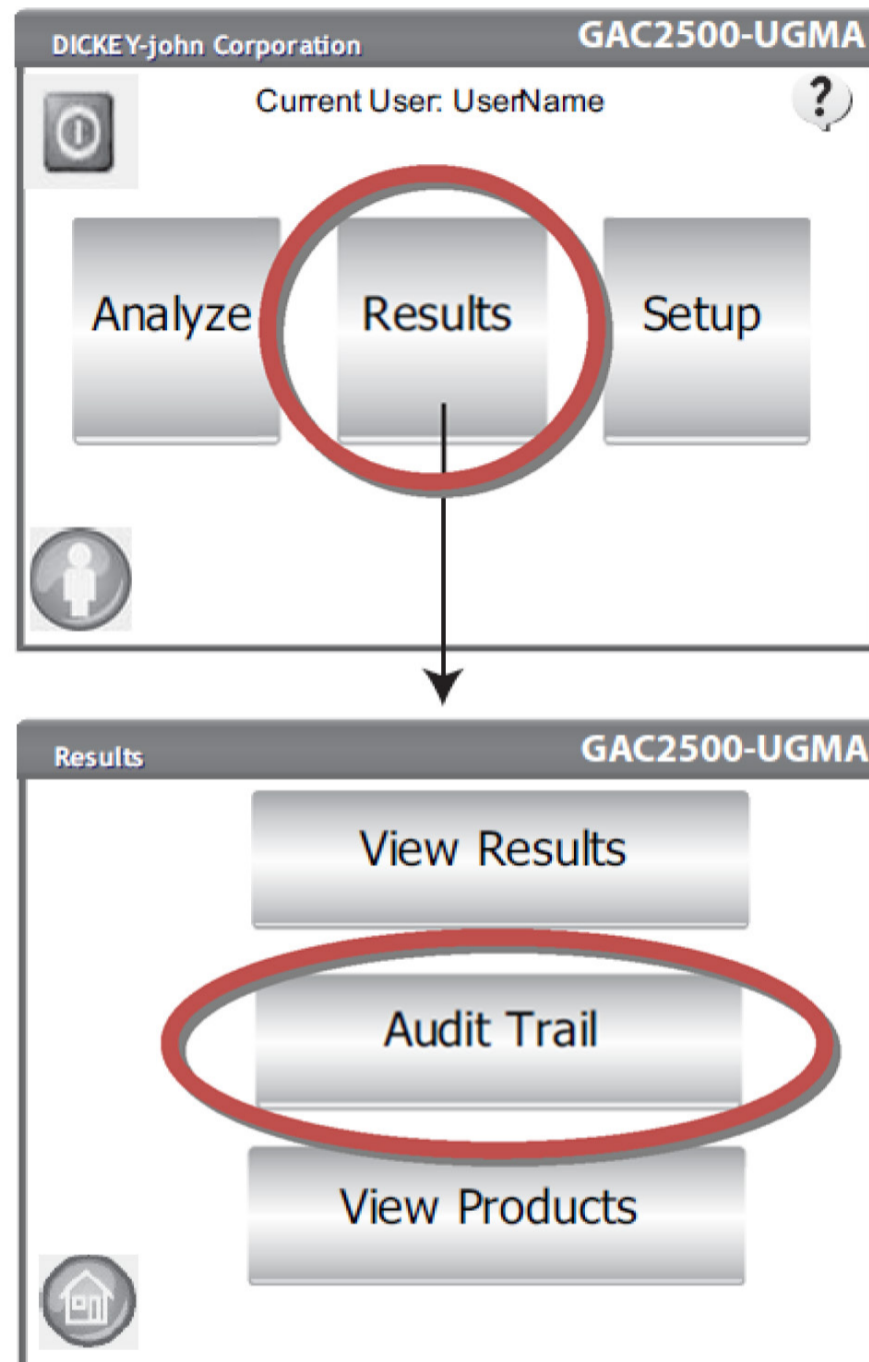 DICKEY-john Corporation GAC2500-UGMA
Current User: UserName ?
Analyze Results Setup
Results GAC2500-UGMA
View Results
Audit Trail
View Products